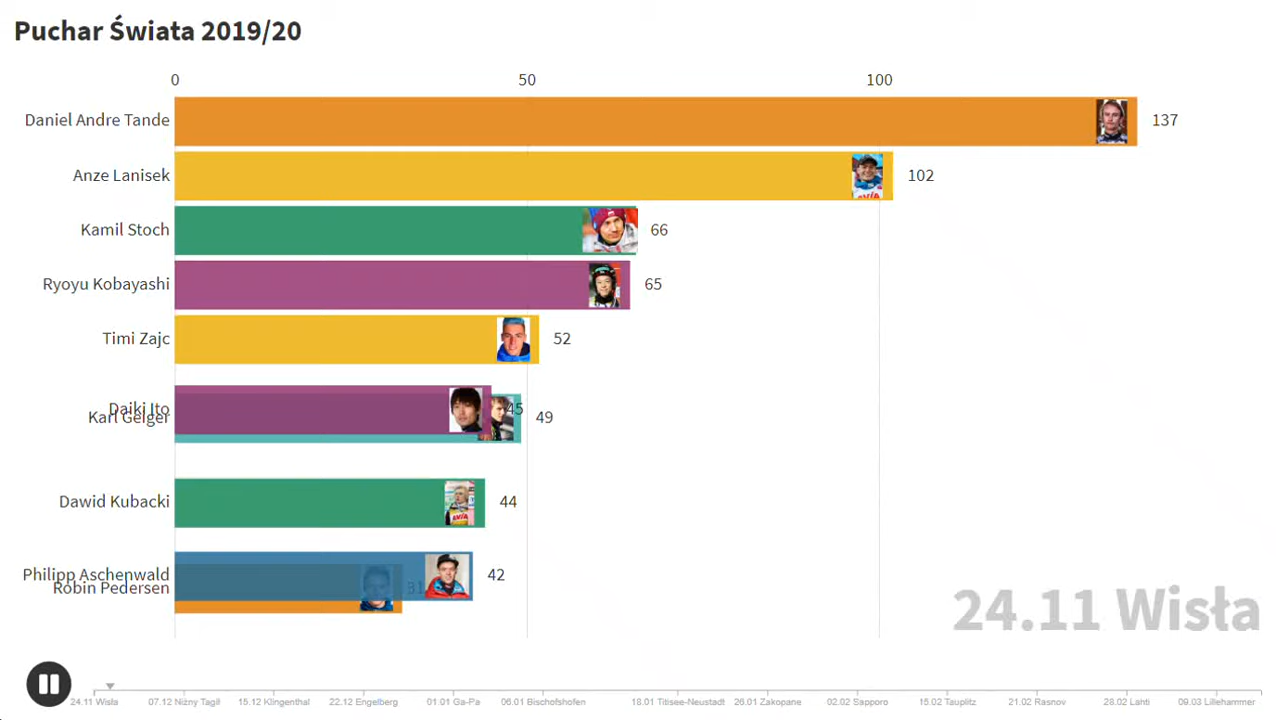 Puchar Świata 2019/20
0 50 100
Daniel Andre Tande 137
Anze Lanisek 102
Kamil Stoch 66
Ryoyu Kobayashi 65
Timi Zajc 52
Daiki Ito 45
Karl Geiger 49
Dawid Kubacki 44
Philipp Aschenwald 42
Robin Pedersen 31
24.11 Wisła
24.11 Wisła 07.12 Niżny Tagił 15.12 Klingenthal 22.12 Engelberg 01.01 Ga-Pa 06.01 Bischofshofen 18.01 Titisee-Neustadt 26.01 Zakopane 02.02 Sapporo 15.02 Tauplitz 21.02 Rasnov 28.02 Lahti 09.03 Lillehammer